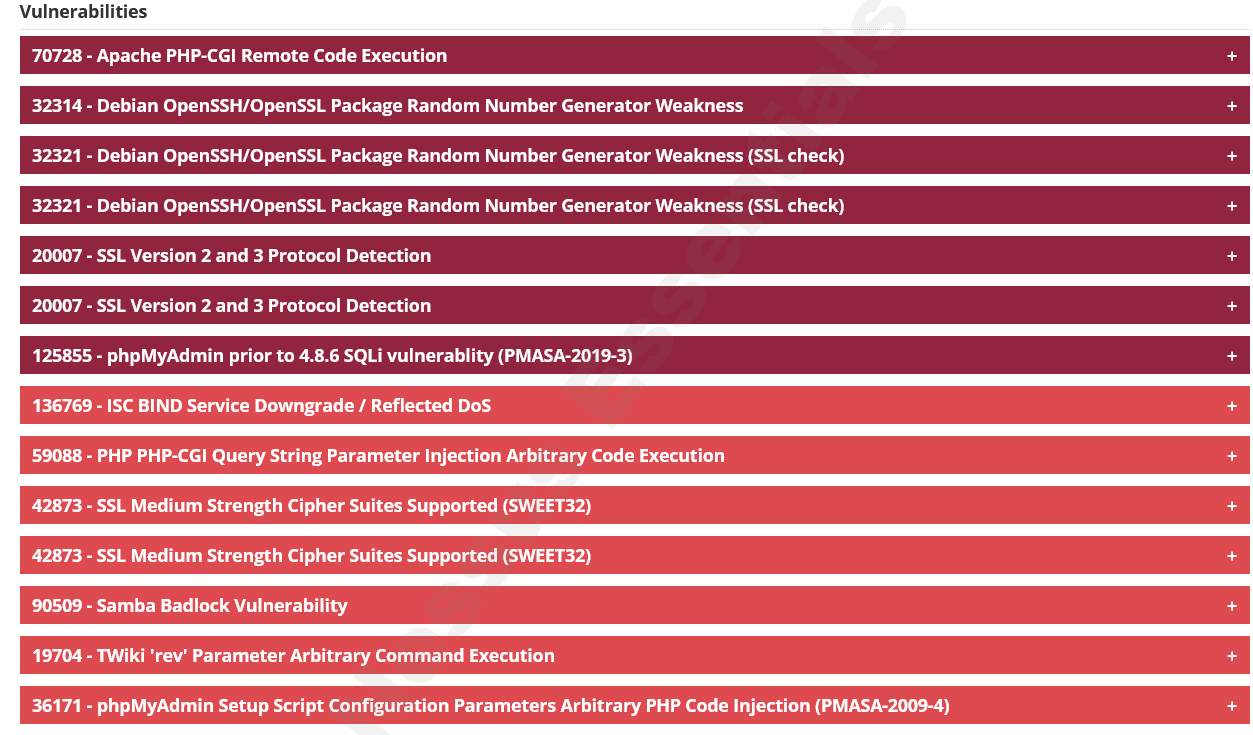 Vulnerabilities
70728 - Apache PHP-CGI Remote Code Execution +
32314 - Debian OpenSSH/OpenSSL Package Random Number Generator Weakness +
32321 - Debian OpenSSH/OpenSSL Package Random Number Generator Weakness (SSL check) +
32321 - Debian OpenSSH/OpenSSL Package Random Number Generator Weakness (SSL check) +
20007 - SSL Version 2 and 3 Protocol Detection +
20007 - SSL Version 2 and 3 Protocol Detection +
125855 - phpMyAdmin prior to 4.8.6 SQLi vulnerablity (PMASA-2019-3) +
136769 - ISC BIND Service Downgrade / Reflected DoS +
59088 - PHP PHP-CGI Query String Parameter Injection Arbitrary Code Execution +
42873 - SSL Medium Strength Cipher Suites Supported (SWEET32) +
42873 - SSL Medium Strength Cipher Suites Supported (SWEET32) +
90509 - Samba Badlock Vulnerability +
19704 - TWiki 'rev' Parameter Arbitrary Command Execution +
36171 - phpMyAdmin Setup Script Configuration Parameters Arbitrary PHP Code Injection (PMASA-2009-4) +
Nessus Essentials